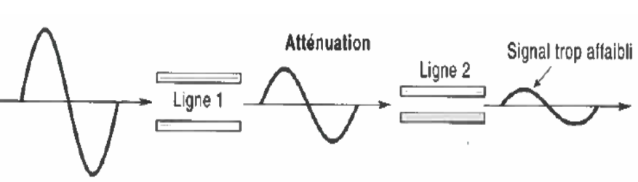 Atténuation
Signal trop affaibli
Ligne 2
Ligne 1